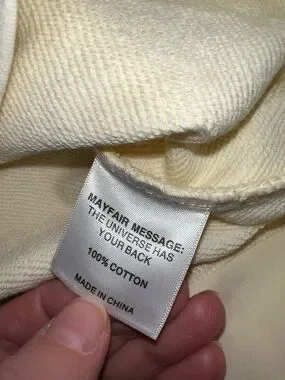 MAYFAIR MESSAGE:
THE UNIVERSE HAS
YOUR BACK
100% COTTON
MADE IN CHINA